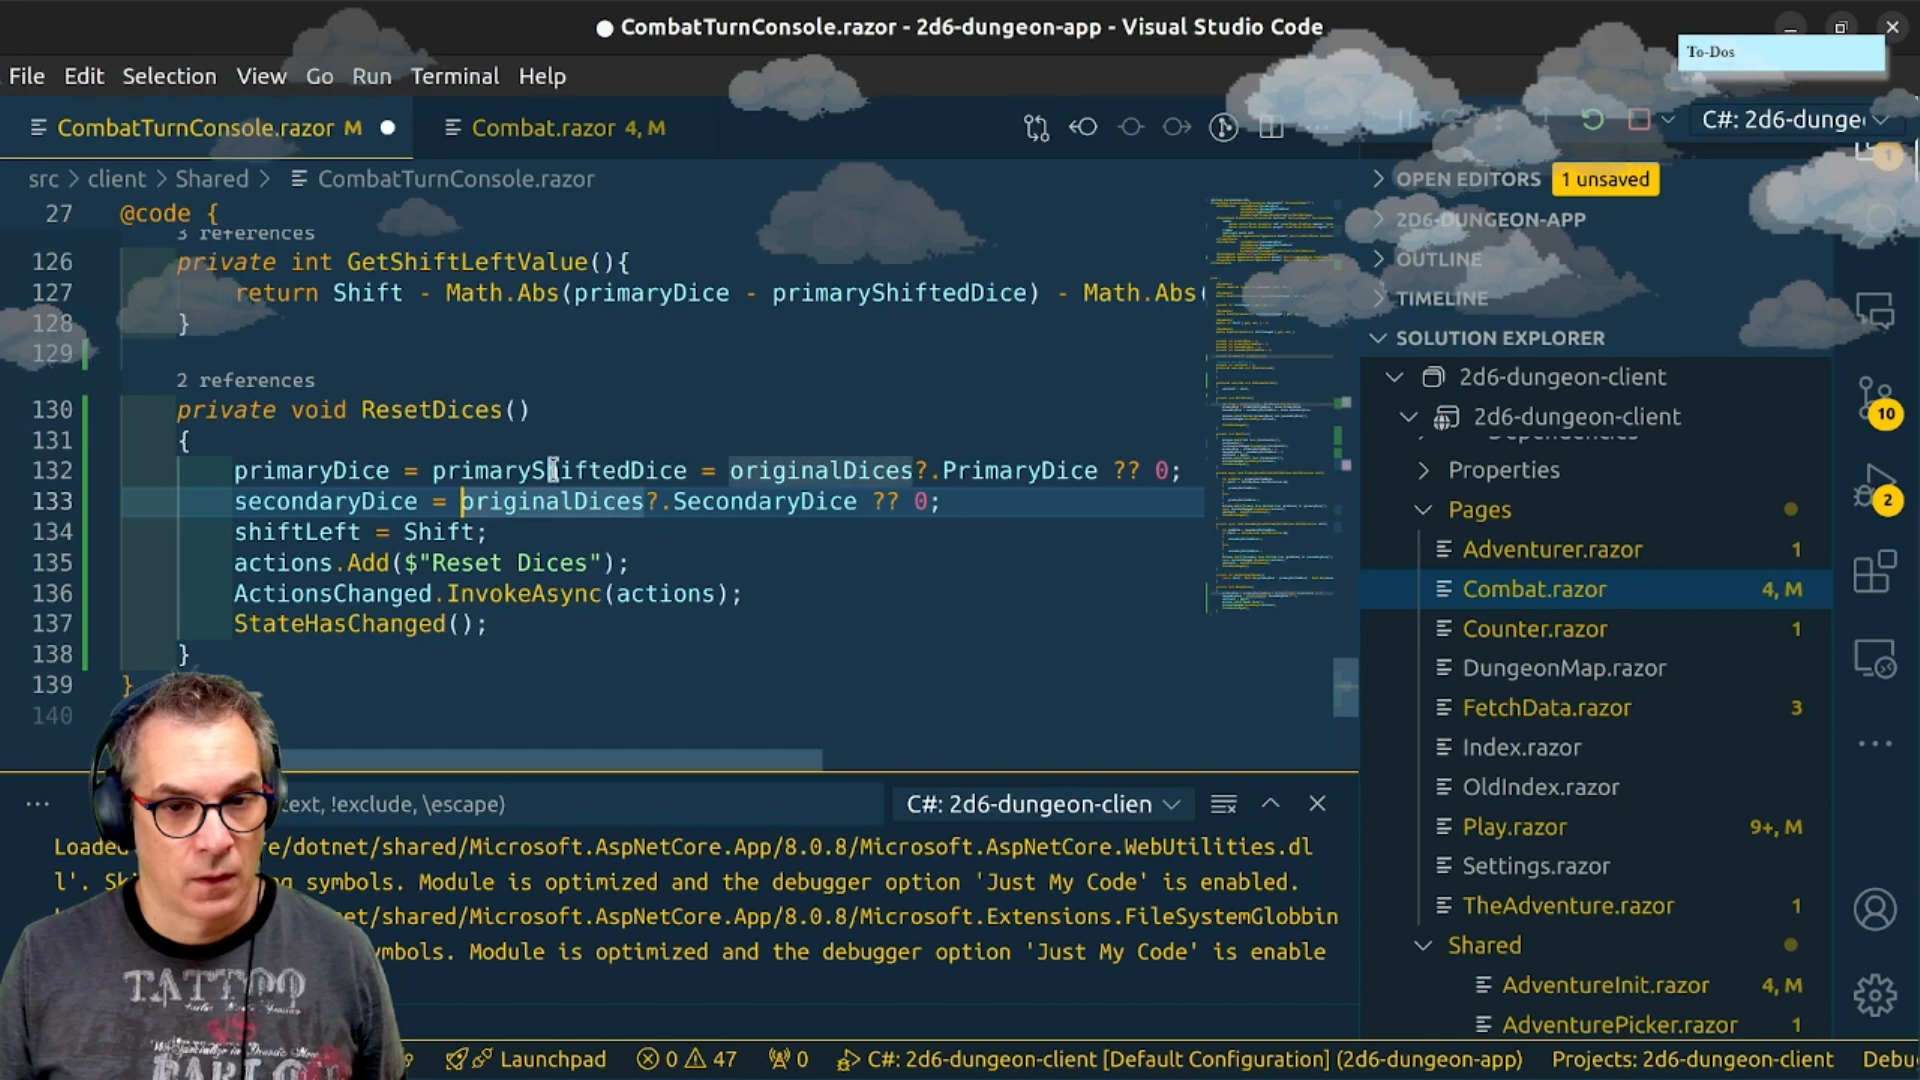 CombatTurnConsole.razor - 2d6-dungeon-app - Visual Studio Code
To-Dos
File Edit Selection View Go Run Terminal Help
CombatTurnConsole.razor M
Combat.razor 4, M
C#: 2d6-dunge
src > client > Shared > CombatTurnConsole.razor
27 @code {
3 references
126 private int GetShiftLeftValue(){
127 return Shift - Math.Abs(primaryDice - primaryShiftedDice) - Math.Abs(
128 }
129
2 references
130 private void ResetDices()
131 {
132 primaryDice = primaryShiftedDice = originalDices?.PrimaryDice ?? 0;
133 secondaryDice = originalDices?.SecondaryDice ?? 0;
134 shiftLeft = Shift;
135 actions.Add($"Reset Dices");
136 ActionsChanged.InvokeAsync(actions);
137 StateHasChanged();
138 }
139 }
140
OPEN EDITORS 1 unsaved
2D6-DUNGEON-APP
OUTLINE
TIMELINE
SOLUTION EXPLORER
2d6-dungeon-client
2d6-dungeon-client
Dependencies
Properties
Pages
Adventurer.razor 1
Combat.razor 4, M
Counter.razor 1
DungeonMap.razor
FetchData.razor 3
Index.razor
OldIndex.razor
Play.razor 9+, M
Settings.razor
TheAdventure.razor 1
Shared
AdventureInit.razor 4, M
AdventurePicker.razor 1
1
10
2
text, !exclude, \escape)
C#: 2d6-dungeon-clien
Loaded e/dotnet/shared/Microsoft.AspNetCore.App/8.0.8/Microsoft.AspNetCore.WebUtilities.dl
l'. Sk g symbols. Module is optimized and the debugger option 'Just My Code' is enabled.
et/shared/Microsoft.AspNetCore.App/8.0.8/Microsoft.Extensions.FileSystemGlobbin
mbols. Module is optimized and the debugger option 'Just My Code' is enable
TATTOO
VS
Launchpad 0 47 0 C#: 2d6-dungeon-client [Default Configuration] (2d6-dungeon-app) Projects: 2d6-dungeon-client Debu